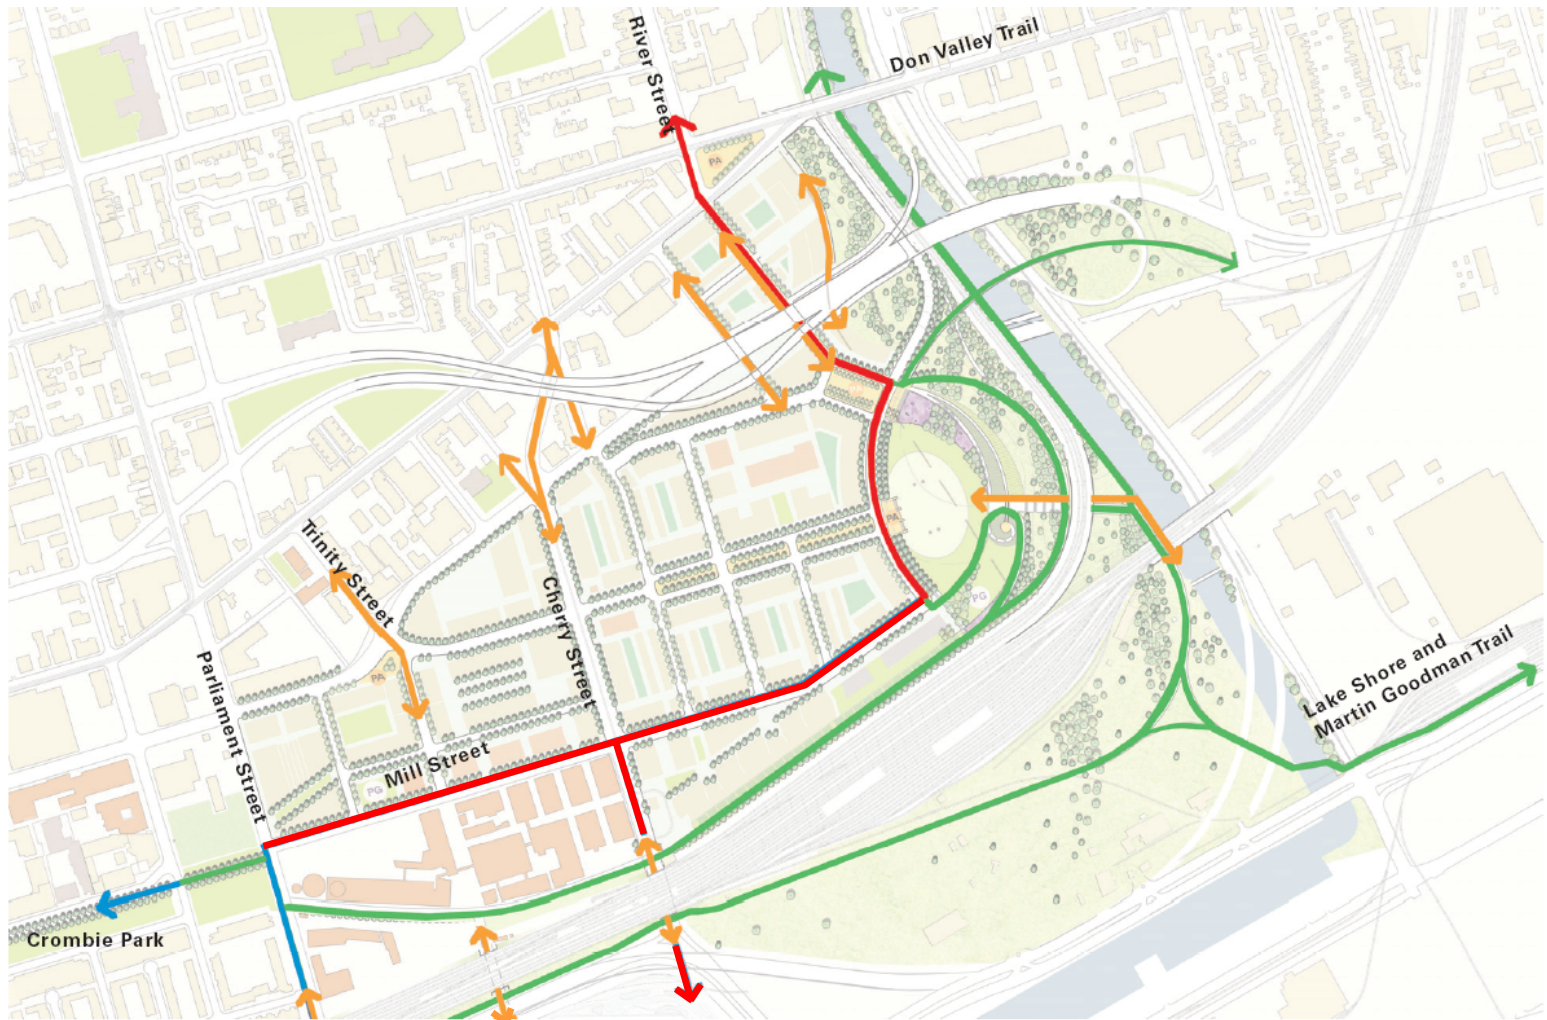 River Street
Don Valley Trail
PA
PA
Trinity Street
Cherry Street
PG
Parliament Street
PA
Lake Shore and
Martin Goodman Trail
Mill Street
PG
Crombie Park